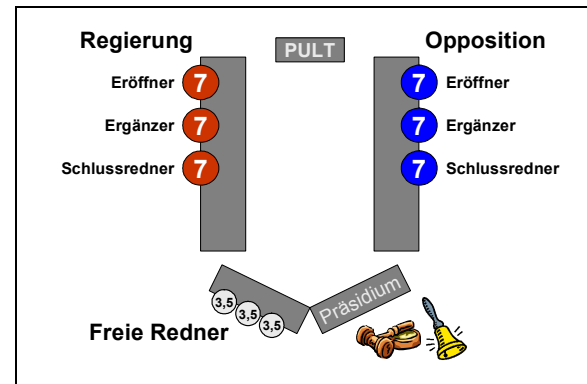 Regierung
PULT
Opposition
Eröffner 7
7 Eröffner
Ergänzer 7
7 Ergänzer
Schlussredner 7
7 Schlussredner
3,5 3,5 3,5
Präsidium
Freie Redner